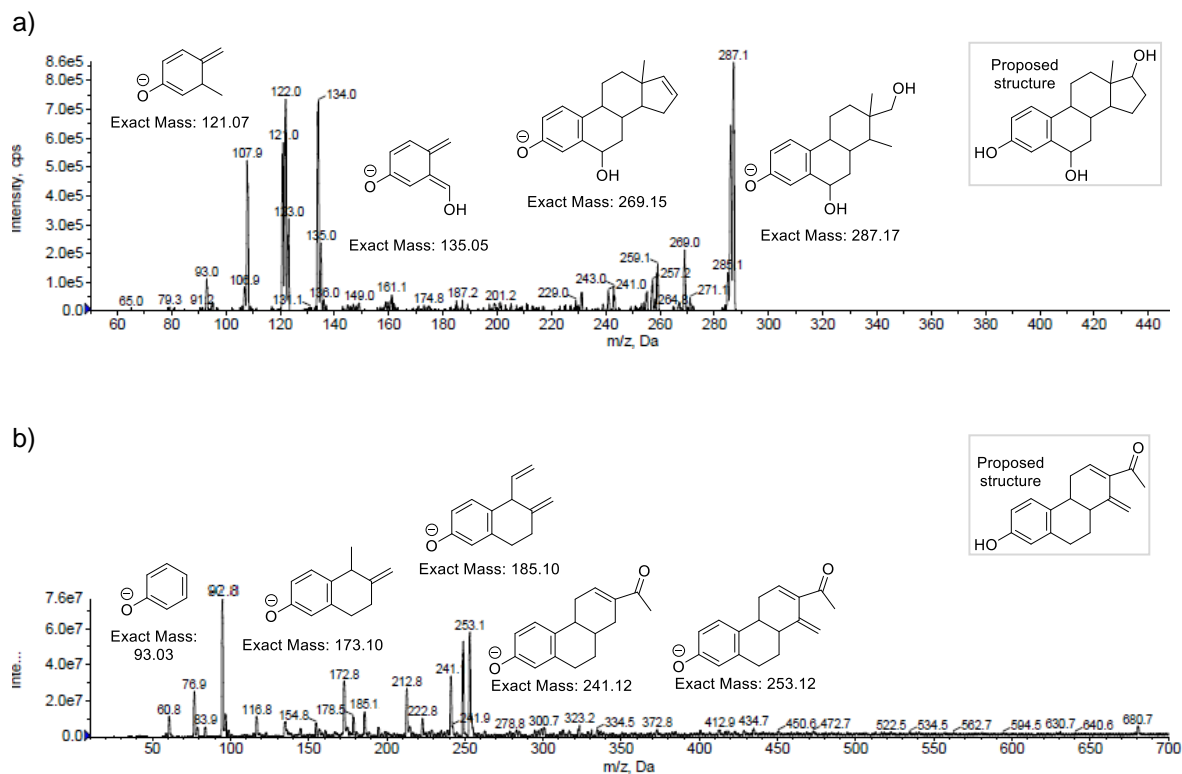 a)
8.6e5
8.0e5
7.0e5
6.0e5
5.0e5
4.0e5
3.0e5
2.0e5
1.0e5
0.0
Intensity, cps
O
⊖
Exact Mass: 121.07
O
⊖
OH
Exact Mass: 135.05
O
⊖
OH
Exact Mass: 269.15
O
⊖
OH
OH
Exact Mass: 287.17
Proposed
structure
HO
OH
OH
65.0
79.3
91.2
93.0
106.9
107.9
121.0
122.0
123.0
131.1
134.0
135.0
136.0
149.0
161.1
174.8
187.2
201.2
229.0
243.0
241.0
259.1
257.2
264.8
269.0
271.1
285.1
287.1
60 80 100 120 140 160 180 200 220 240 260 280 300 320 340 360 380 400 420 440
m/z, Da
b)
7.6e7
6.0e7
4.0e7
2.0e7
0.0
Inte...
O
⊖
Exact Mass:
93.03
O
⊖
Exact Mass: 173.10
O
⊖
Exact Mass: 185.10
O
⊖
O
Exact Mass: 241.12
O
⊖
O
Exact Mass: 253.12
Proposed
structure
O
HO
60.8
76.9
83.9
92.8
116.8
154.8
172.8
178.5
185.1
212.8
222.8
241.
241.9
253.1
278.8
300.7
323.2
334.5
372.8
412.9
434.7
450.6
472.7
522.5
534.5
562.7
594.5
630.7
640.6
680.7
50 100 150 200 250 300 350 400 450 500 550 600 650 700
m/z, Da